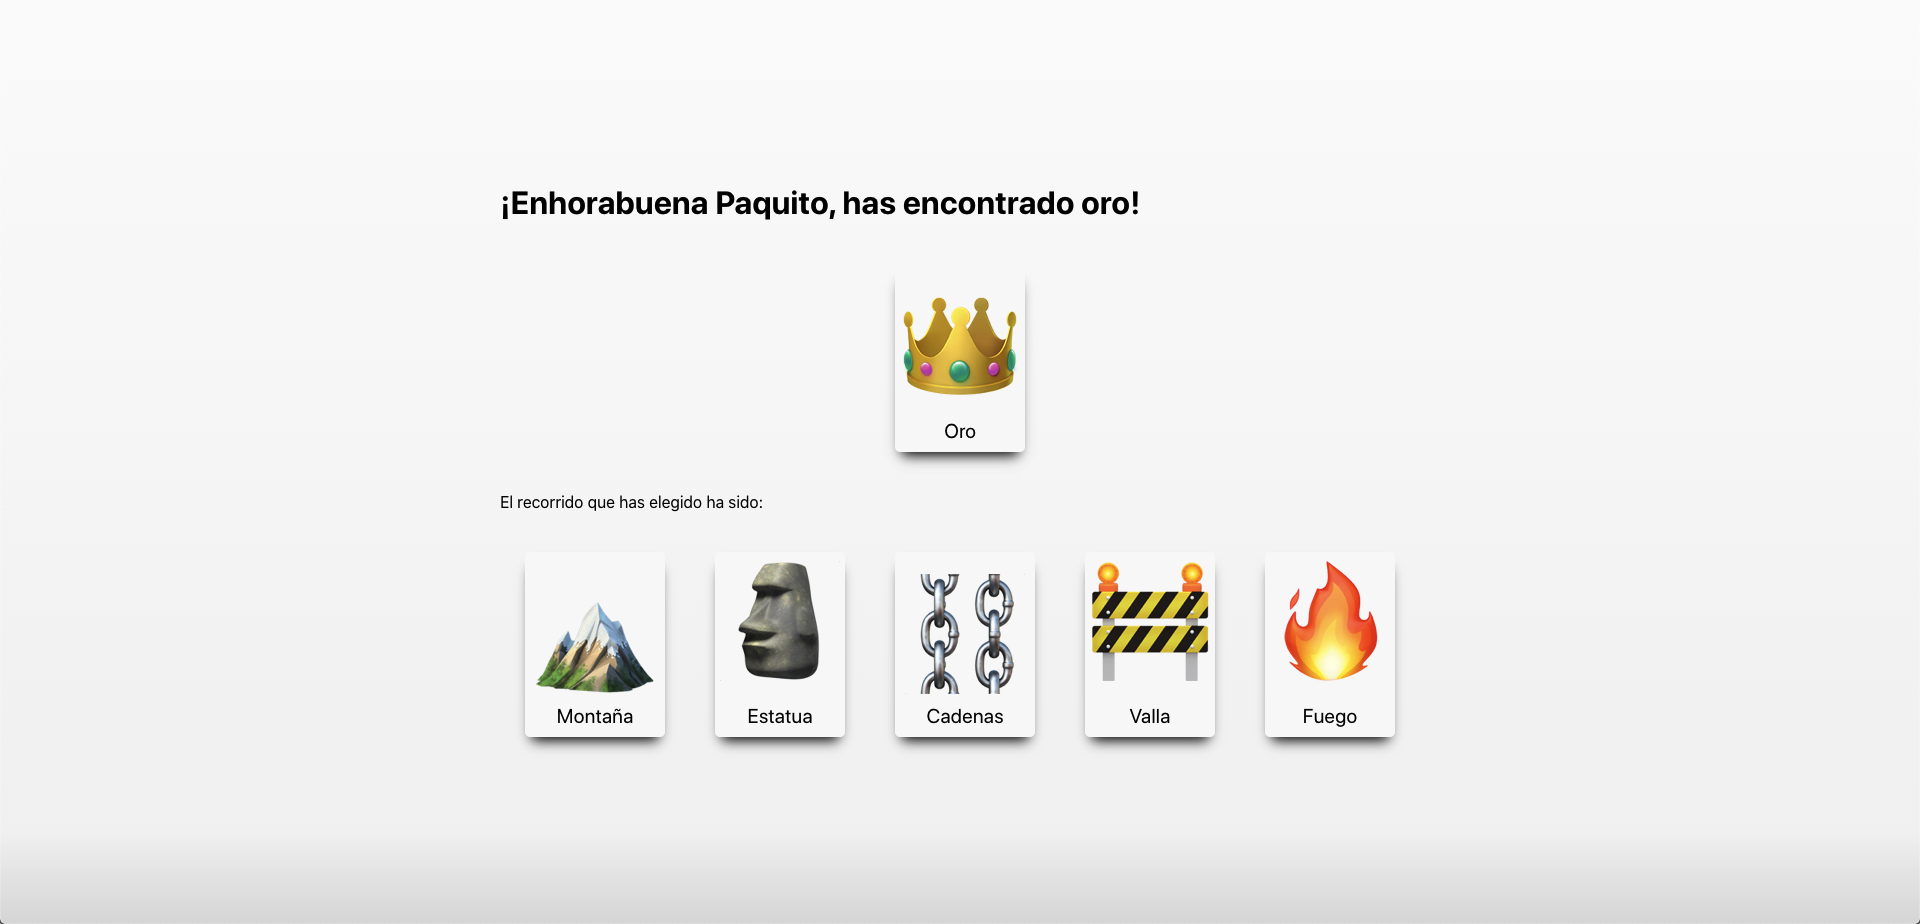 ¡Enhorabuena Paquito, has encontrado oro!
Oro
El recorrido que has elegido ha sido:
Montaña
Estatua
Cadenas
Valla
Fuego